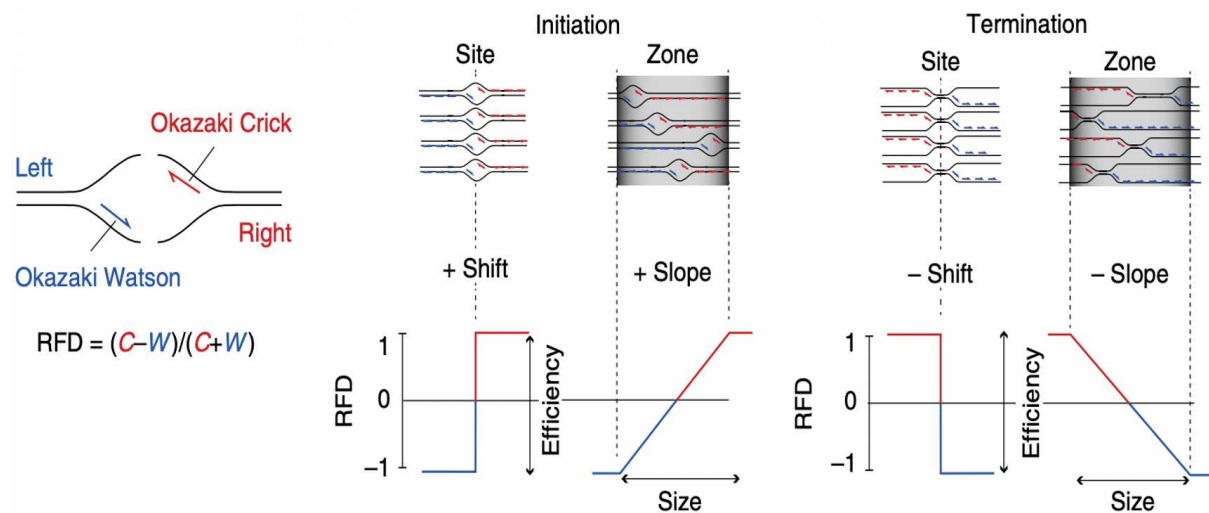 Okazaki Crick
Left
Right
Okazaki Watson
RFD = (C–W)/(C+W)
Initiation
Site
Zone
+ Shift
+ Slope
RFD
1
0
–1
Efficiency
Size
Termination
Site
Zone
– Shift
– Slope
RFD
1
0
–1
Efficiency
Size